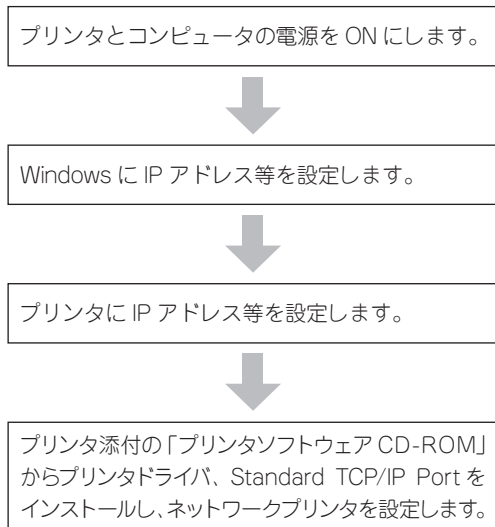 プリンタとコンピュータの電源を ON にします。
Windows に IP アドレス等を設定します。
プリンタに IP アドレス等を設定します。
プリンタ添付の「プリンタソフトウェア CD-ROM」
からプリンタドライバ、Standard TCP/IP Port を
インストールし、ネットワークプリンタを設定します。